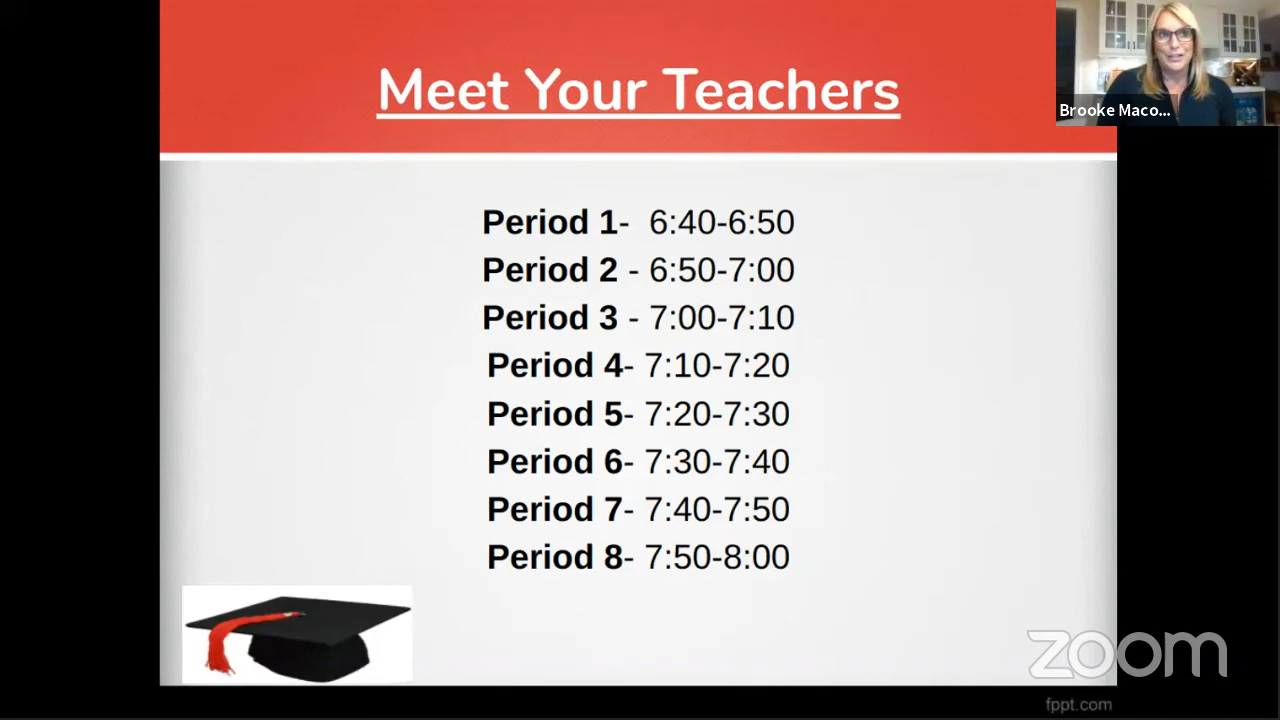 Meet Your Teachers
Brooke Maco...
Period 1-  6:40-6:50
Period 2 - 6:50-7:00
Period 3 - 7:00-7:10
Period 4- 7:10-7:20
Period 5- 7:20-7:30
Period 6- 7:30-7:40
Period 7- 7:40-7:50
Period 8- 7:50-8:00
zoom
fppt.com